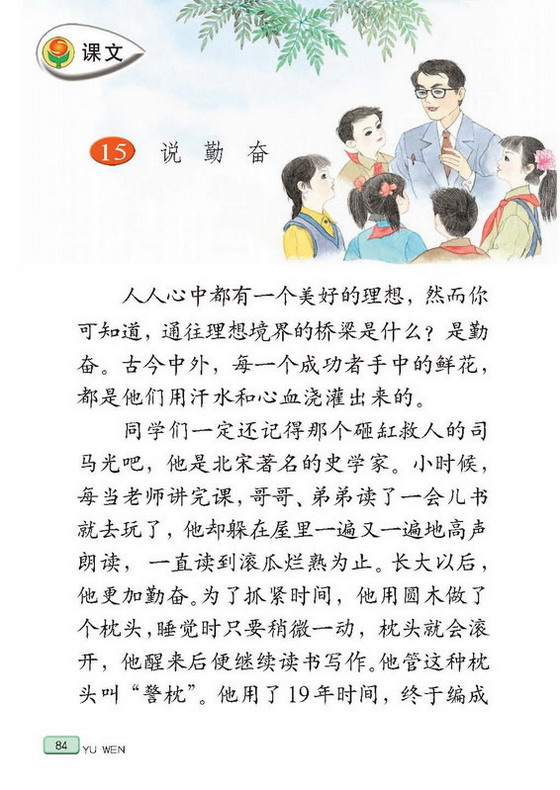 课文
15 说勤奋
人人心中都有一个美好的理想，然而你
可知道，通往理想境界的桥梁是什么？是勤
奋。古今中外，每一个成功者手中的鲜花，
都是他们用汗水和心血浇灌出来的。
同学们一定还记得那个砸缸救人的司
马光吧，他是北宋著名的史学家。小时候，
每当老师讲完课，哥哥、弟弟读了一会儿书
就去玩了，他却躲在屋里一遍又一遍地高声
朗读，一直读到滚瓜烂熟为止。长大以后，
他更加勤奋。为了抓紧时间，他用圆木做了
个枕头，睡觉时只要稍微一动，枕头就会滚
开，他醒来后便继续读书写作。他管这种枕
头叫“警枕”。他用了19年时间，终于编成
84 YU WEN